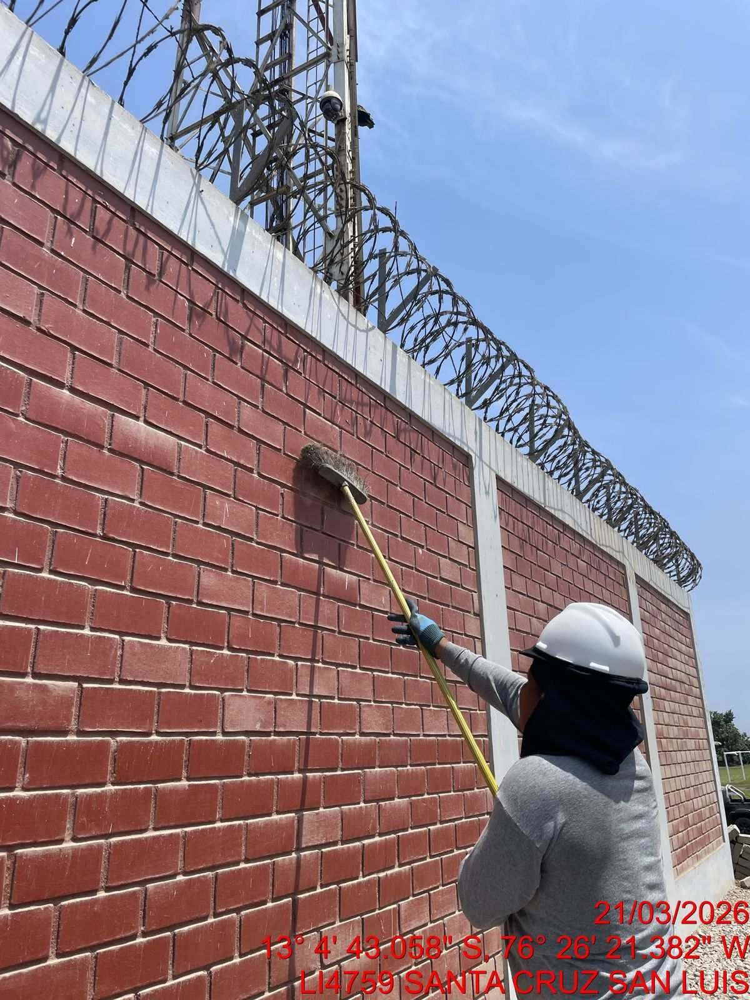 21/03/2026
13° 4' 43.058" S, 76° 26' 21.382" W
LI4759 SANTA CRUZ SAN LUIS